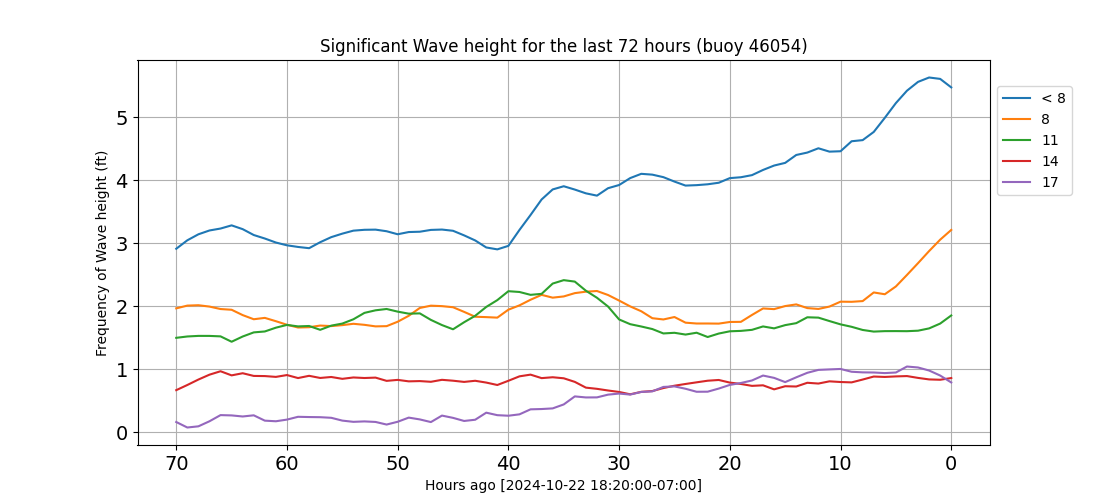 Significant Wave height for the last 72 hours (buoy 46054)
Frequency of Wave height (ft)
5
4
3
2
1
0
70 60 50 40 30 20 10 0
Hours ago [2024-10-22 18:20:00-07:00]
< 8
8
11
14
17